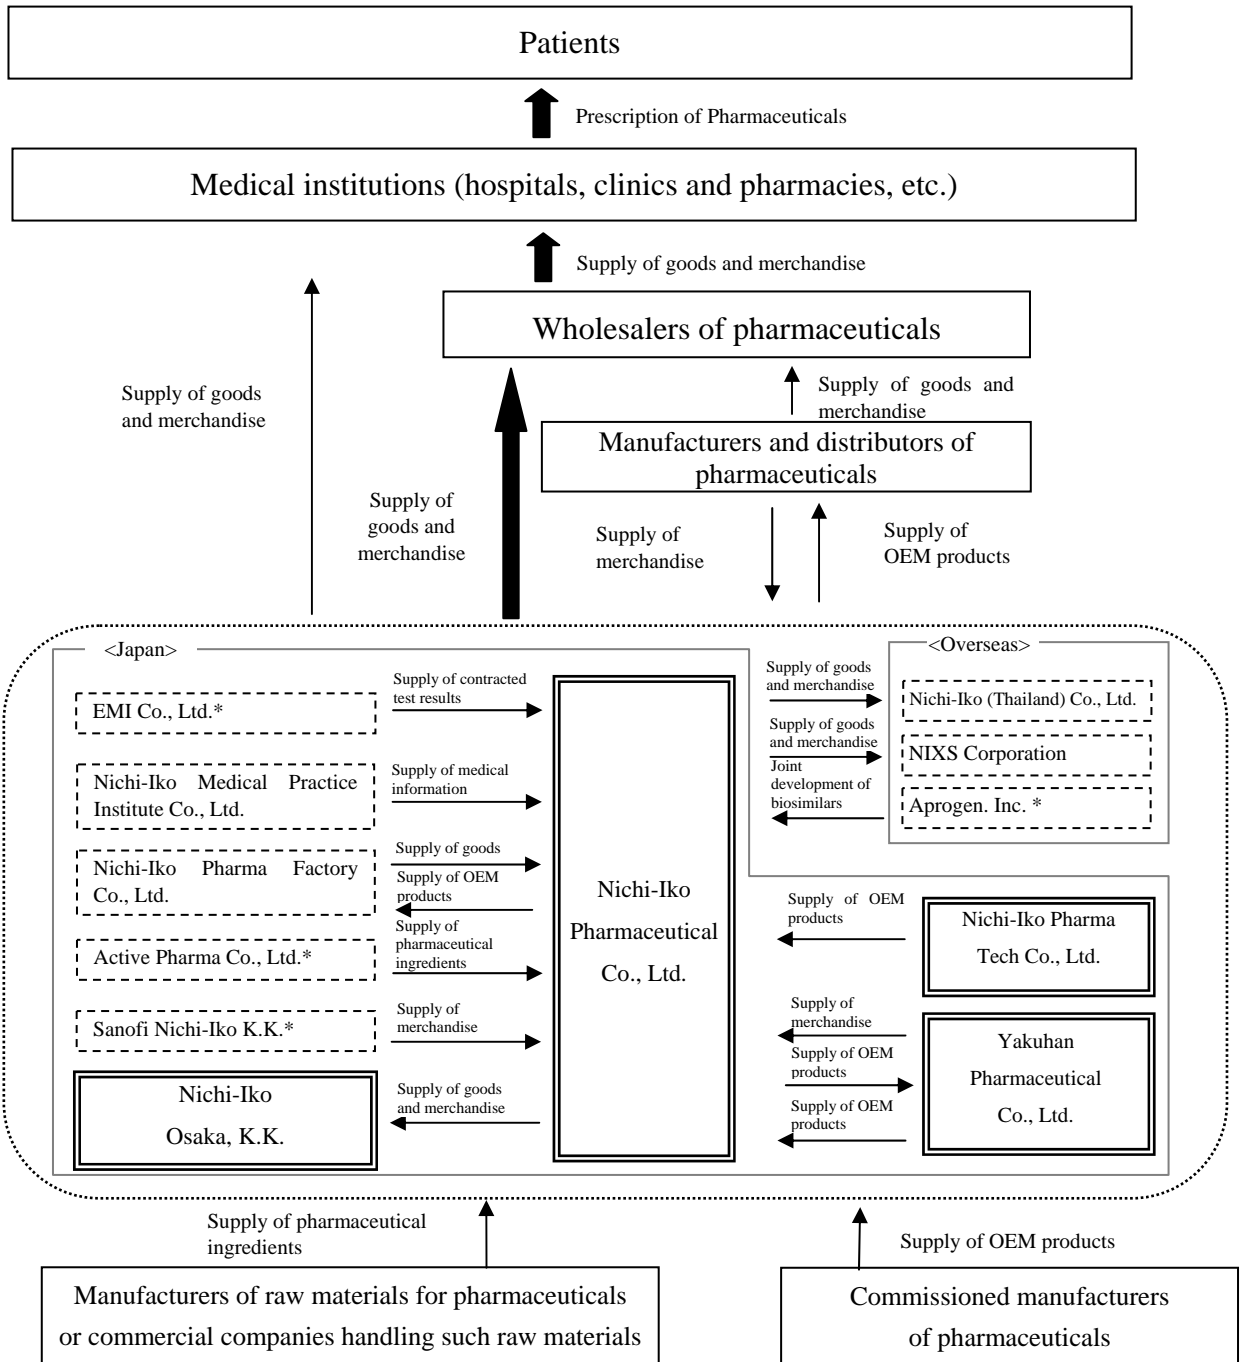 Patients
Prescription of Pharmaceuticals
Medical institutions (hospitals, clinics and pharmacies, etc.)
Supply of goods and merchandise
Wholesalers of pharmaceuticals
Supply of goods
and merchandise
Supply of goods and
merchandise
Manufacturers and distributors of
pharmaceuticals
Supply of
goods and
merchandise
Supply of
merchandise
Supply of
OEM products
<Japan>
<Overseas>
EMI Co., Ltd.*
Supply of contracted
test results
Nichi-Iko Medical Practice
Institute Co., Ltd.
Supply of medical
information
Nichi-Iko Pharma Factory
Co., Ltd.
Supply of goods
Supply of OEM
products
Active Pharma Co., Ltd.*
Supply of
pharmaceutical
ingredients
Sanofi Nichi-Iko K.K.*
Supply of
merchandise
Nichi-Iko
Osaka, K.K.
Supply of goods
and merchandise
Nichi-Iko
Pharmaceutical
Co., Ltd.
Supply of goods
and merchandise
Nichi-Iko (Thailand) Co., Ltd.
Supply of goods
and merchandise
NIXS Corporation
Joint
development of
biosimilars
Aprogen. Inc. *
Supply of OEM
products
Nichi-Iko Pharma
Tech Co., Ltd.
Supply of
merchandise
Supply of OEM
products
Supply of OEM
products
Yakuhan
Pharmaceutical
Co., Ltd.
Supply of pharmaceutical
ingredients
Supply of OEM products
Manufacturers of raw materials for pharmaceuticals
or commercial companies handling such raw materials
Commissioned manufacturers
of pharmaceuticals